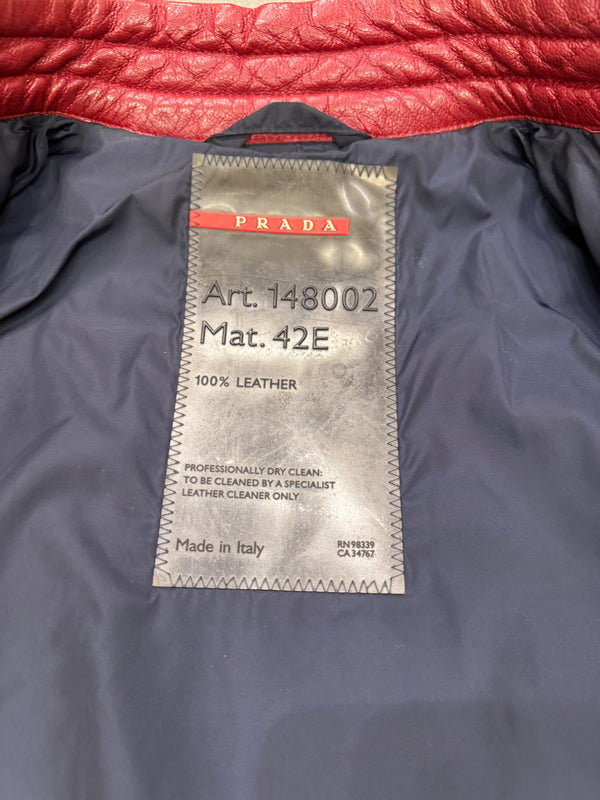 PRADA
Art. 148002
Mat. 42E
100% LEATHER
PROFESSIONALLY DRY CLEAN:
TO BE CLEANED BY A SPECIALIST
LEATHER CLEANER ONLY
Made in Italy
RN 98339
CA 34767